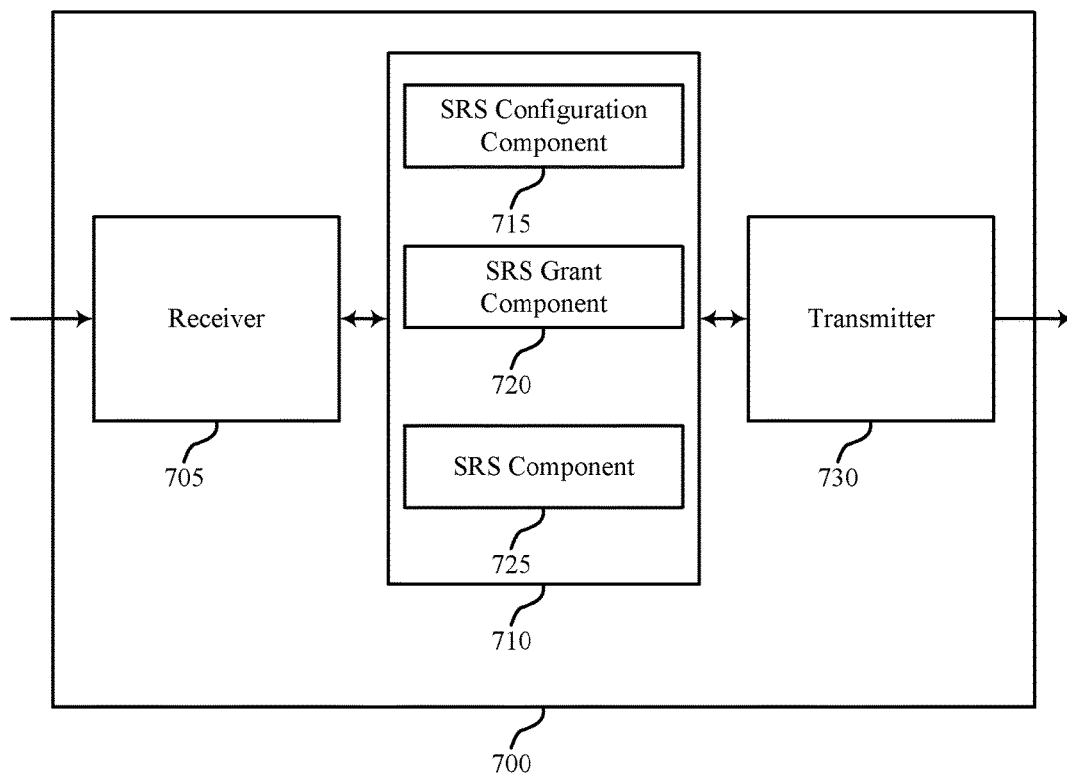 SRS Configuration
Component
715
SRS Grant
Component
720
SRS Component
725
710
Receiver
705
Transmitter
730
700